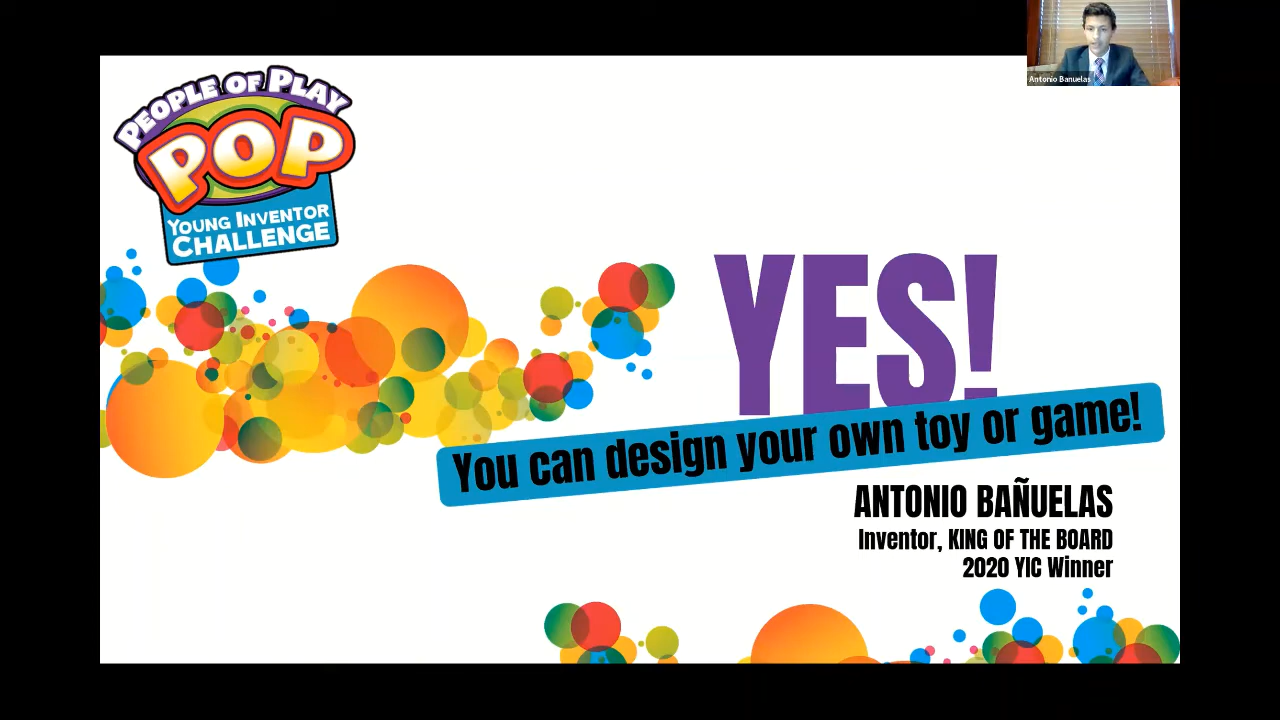 PEOPLE OF PLAY
POP
YOUNG INVENTOR
CHALLENGE
Antonio Banuelas
YES!
You can design your own toy or game!
ANTONIO BAÑUELAS
Inventor, KING OF THE BOARD
2020 YIC Winner